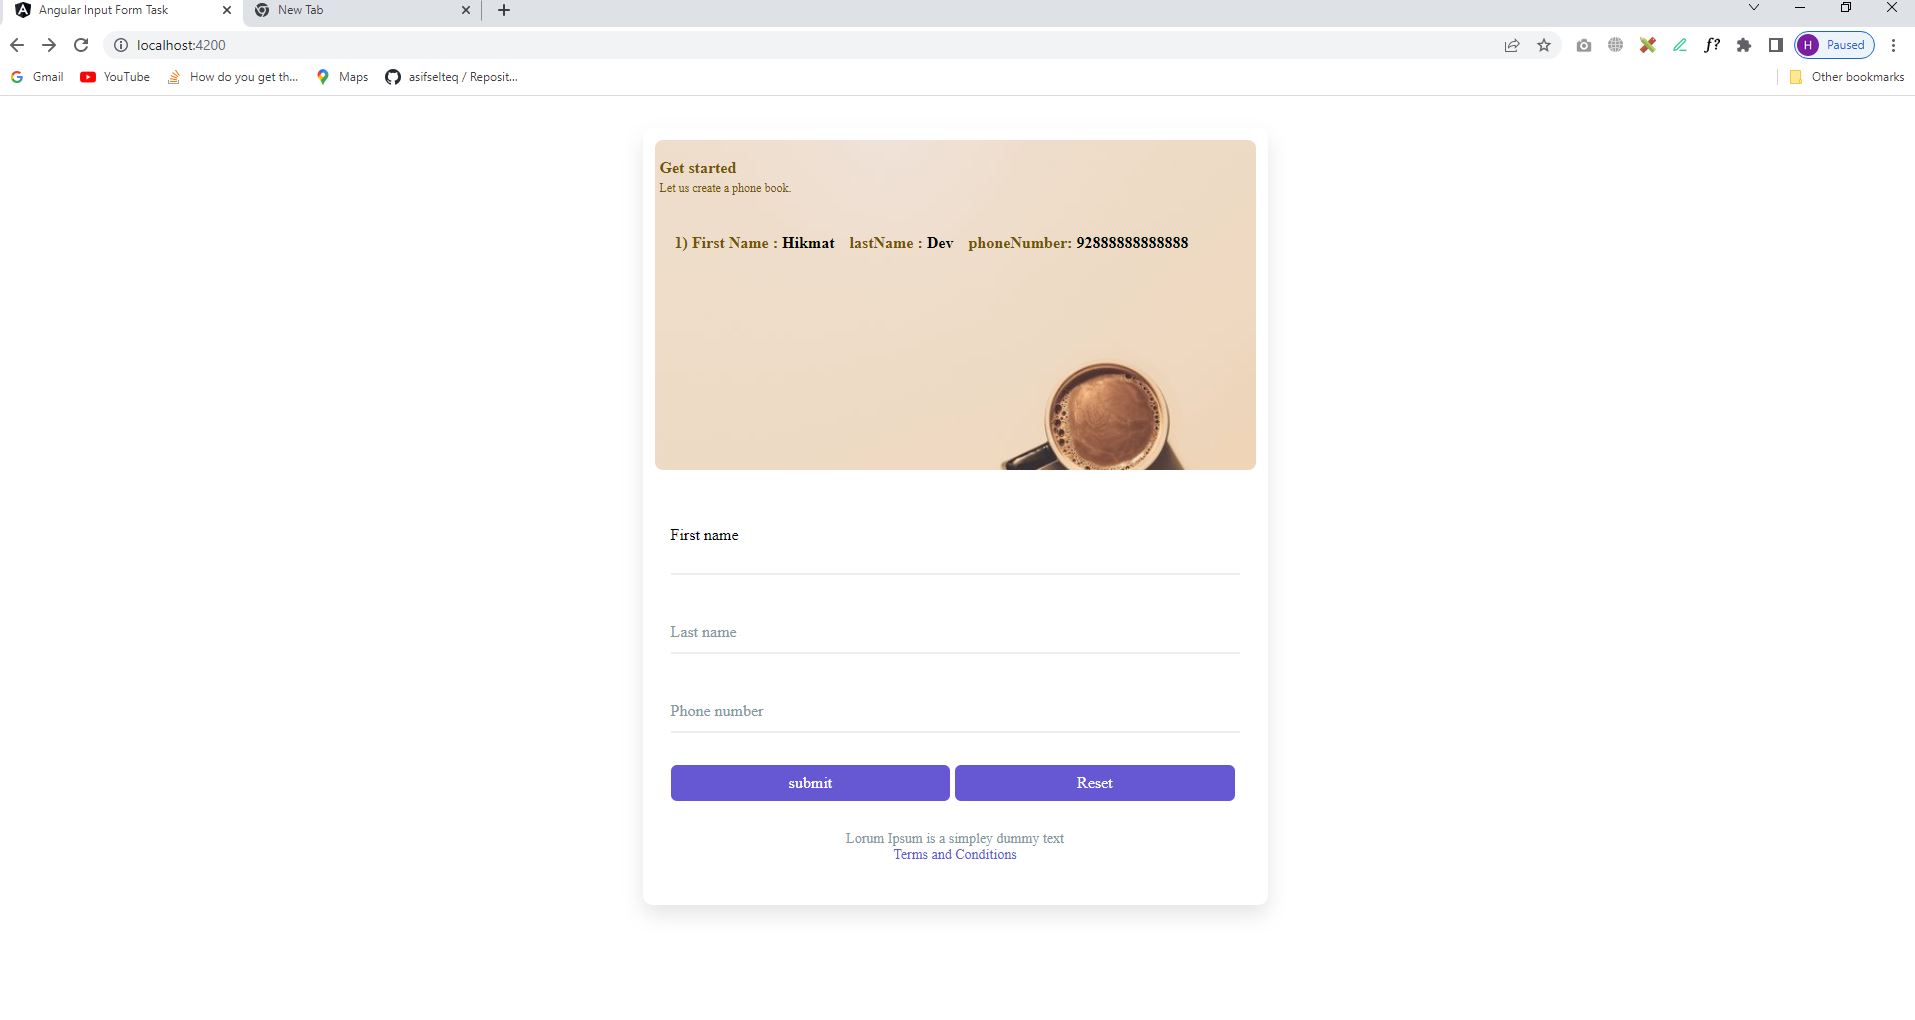 Angular Input Form Task
New Tab
localhost:4200
f?
H Paused
Gmail
YouTube
How do you get th...
Maps
asifselteq / Reposit...
Other bookmarks
Get started
Let us create a phone book.
1) First Name : Hikmat lastName : Dev phoneNumber: 92888888888888
First name
Last name
Phone number
submit
Reset
Lorum Ipsum is a simpley dummy text
Terms and Conditions